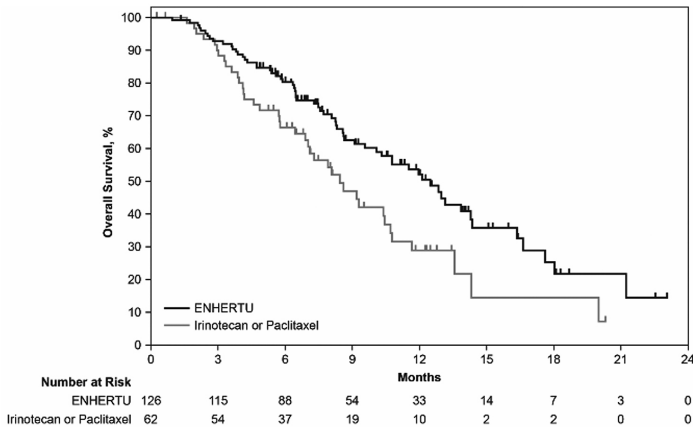 100
90
80
70
60
50
40
30
20
10
0
Overall Survival, %
ENHERTU
Irinotecan or Paclitaxel
0 3 6 9 12 15 18 21 24
Months
Number at Risk
ENHERTU 126 115 88 54 33 14 7 3 0
Irinotecan or Paclitaxel 62 54 37 19 10 2 2 0 0